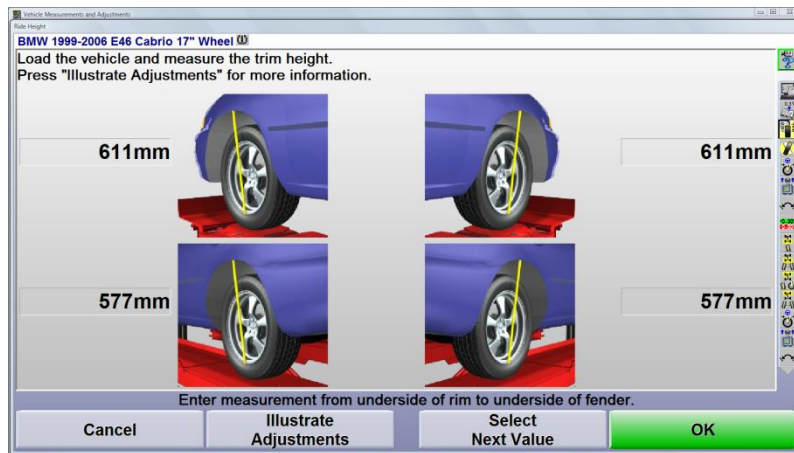 Vehicle Measurements and Adjustments
Ride Height
BMW 1999-2006 E46 Cabrio 17" Wheel
Load the vehicle and measure the trim height.
Press "Illustrate Adjustments" for more information.
611mm
611mm
577mm
577mm
Enter measurement from underside of rim to underside of fender.
Cancel
Illustrate
Adjustments
Select
Next Value
OK